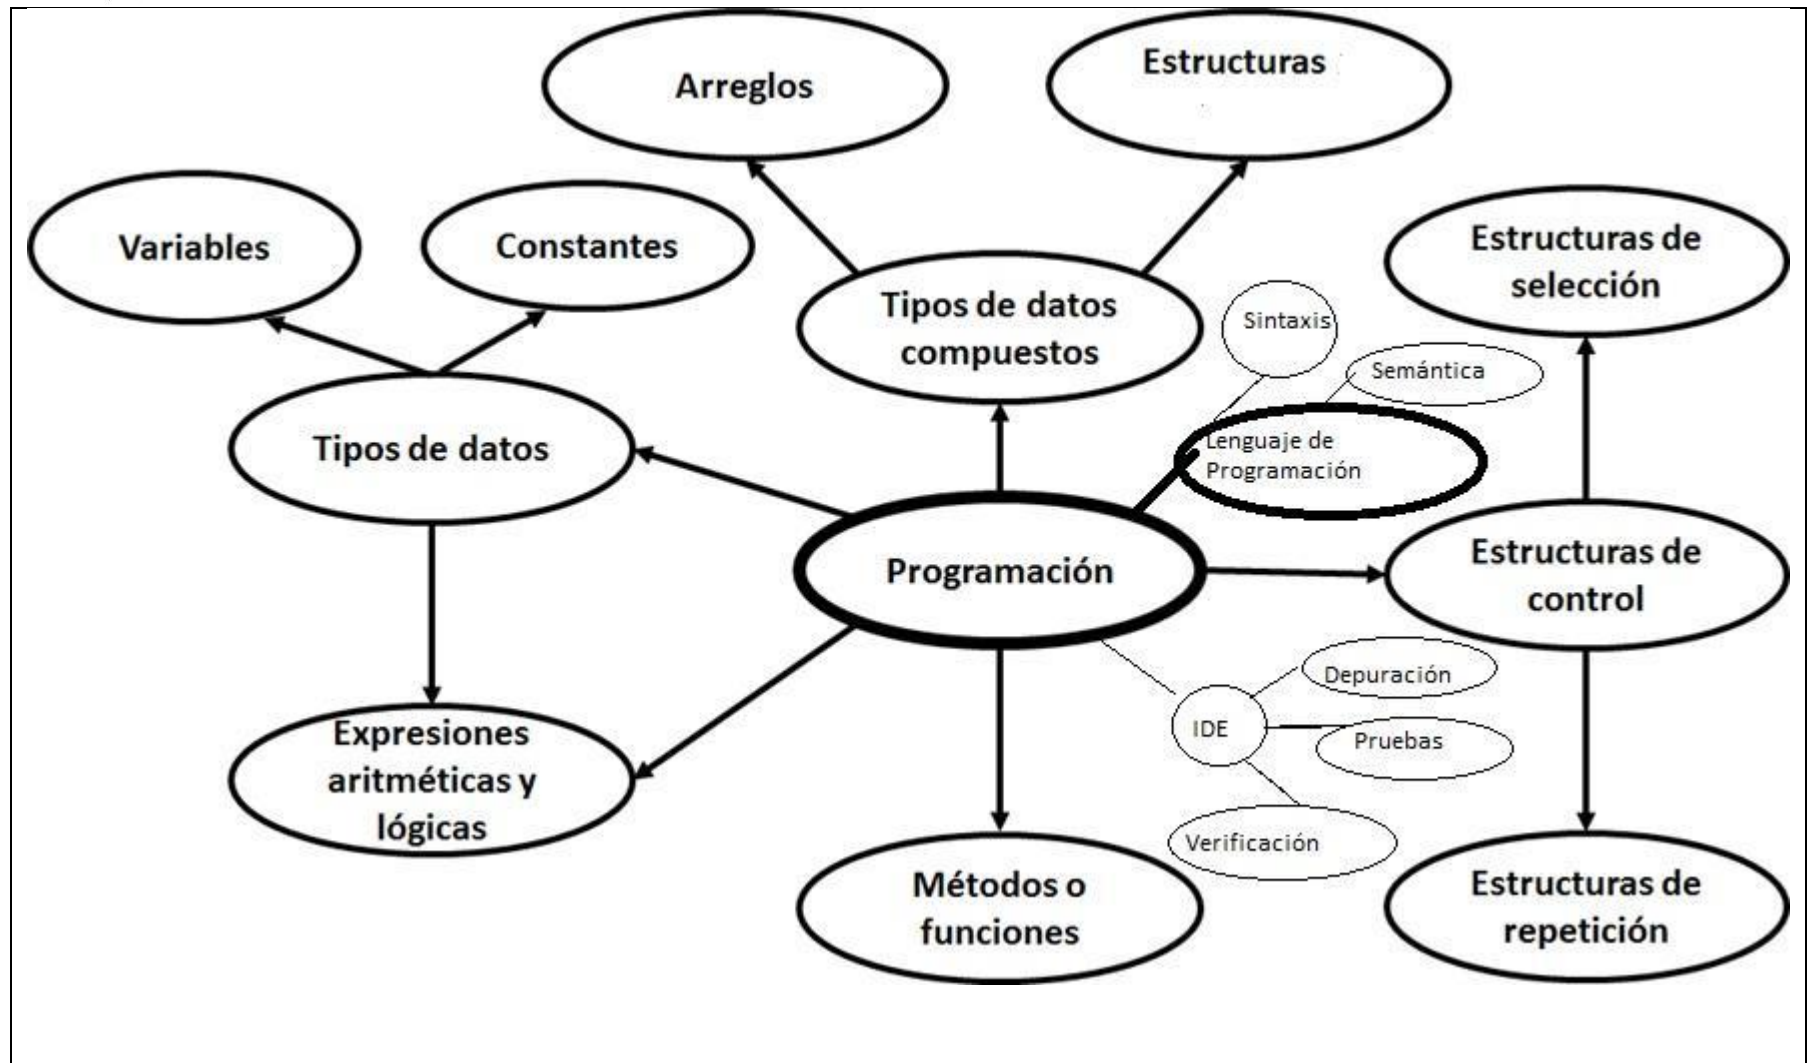 Arreglos
Estructuras
Variables
Constantes
Tipos de datos
compuestos
Estructuras de
selección
Sintaxis
Semántica
Tipos de datos
Lenguaje de
Programación
Programación
Estructuras de
control
Expresiones
aritméticas y
lógicas
IDE
Depuración
Pruebas
Verificación
Métodos o
funciones
Estructuras de
repetición